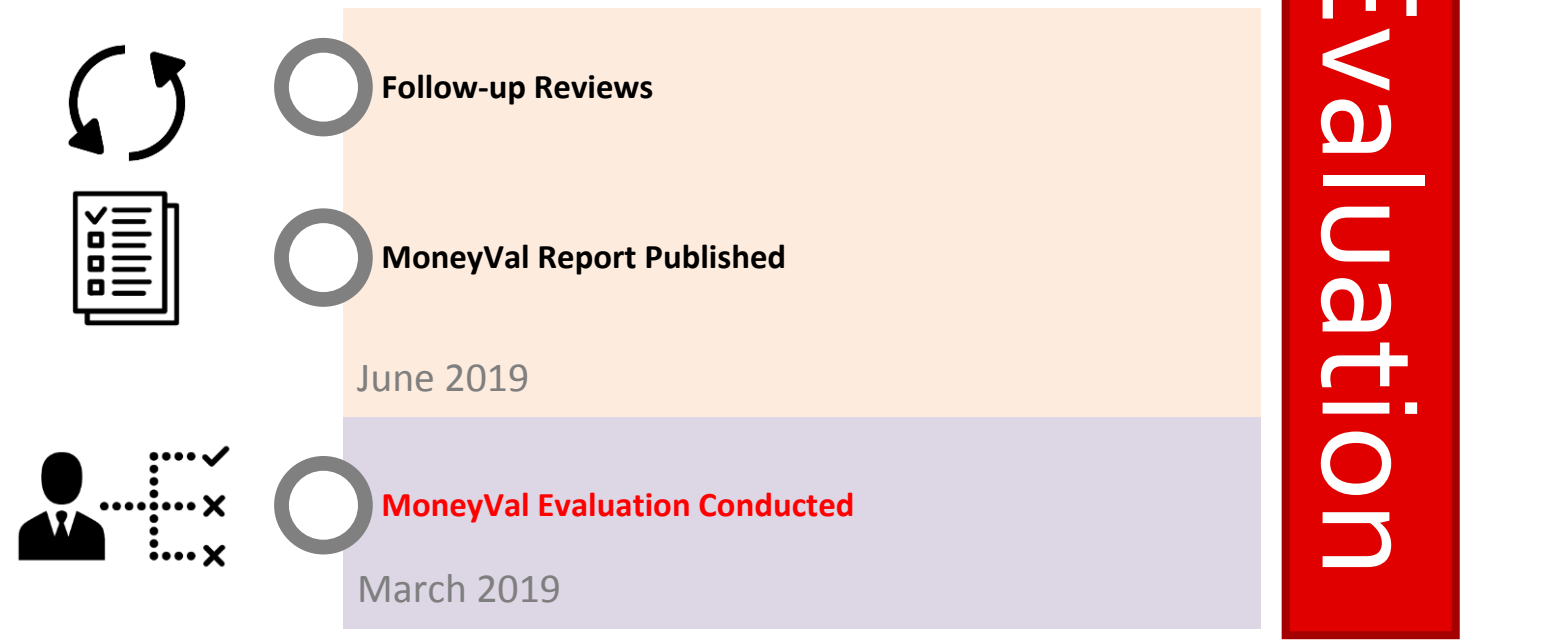 Follow-up Reviews
MoneyVal Report Published
June 2019
MoneyVal Evaluation Conducted
March 2019
Evaluation